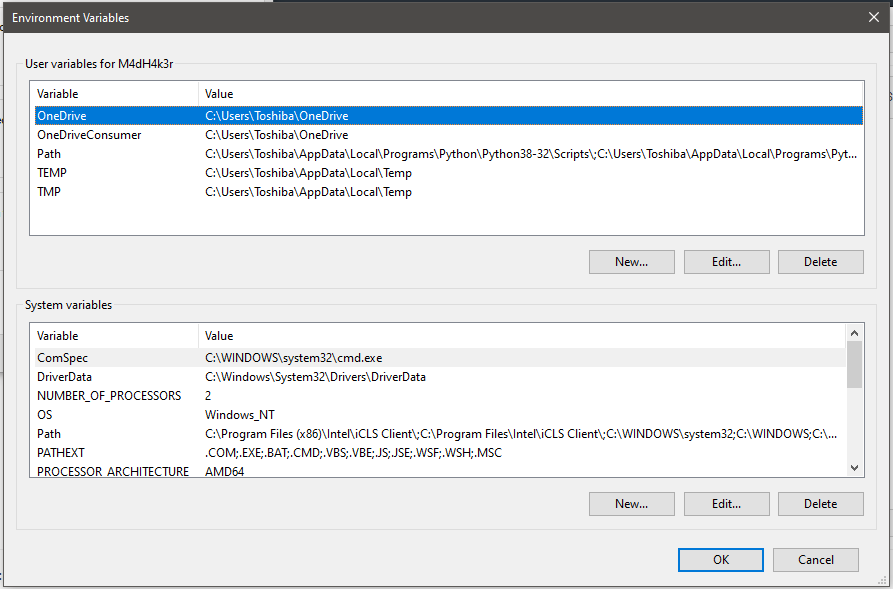 Environment Variables
User variables for M4dH4k3r
Variable Value
OneDrive C:\Users\Toshiba\OneDrive
OneDriveConsumer C:\Users\Toshiba\OneDrive
Path C:\Users\Toshiba\AppData\Local\Programs\Python\Python38-32\Scripts\;C:\Users\Toshiba\AppData\Local\Programs\Pyt...
TEMP C:\Users\Toshiba\AppData\Local\Temp
TMP C:\Users\Toshiba\AppData\Local\Temp
New... Edit... Delete
System variables
Variable Value
ComSpec C:\WINDOWS\system32\cmd.exe
DriverData C:\Windows\System32\Drivers\DriverData
NUMBER_OF_PROCESSORS 2
OS Windows_NT
Path C:\Program Files (x86)\Intel\iCLS Client\;C:\Program Files\Intel\iCLS Client\;C:\WINDOWS\system32;C:\WINDOWS;C:\...
PATHEXT .COM;.EXE;.BAT;.CMD;.VBS;.VBE;.JS;.JSE;.WSF;.WSH;.MSC
PROCESSOR_ARCHITECTURE AMD64
New... Edit... Delete
OK Cancel